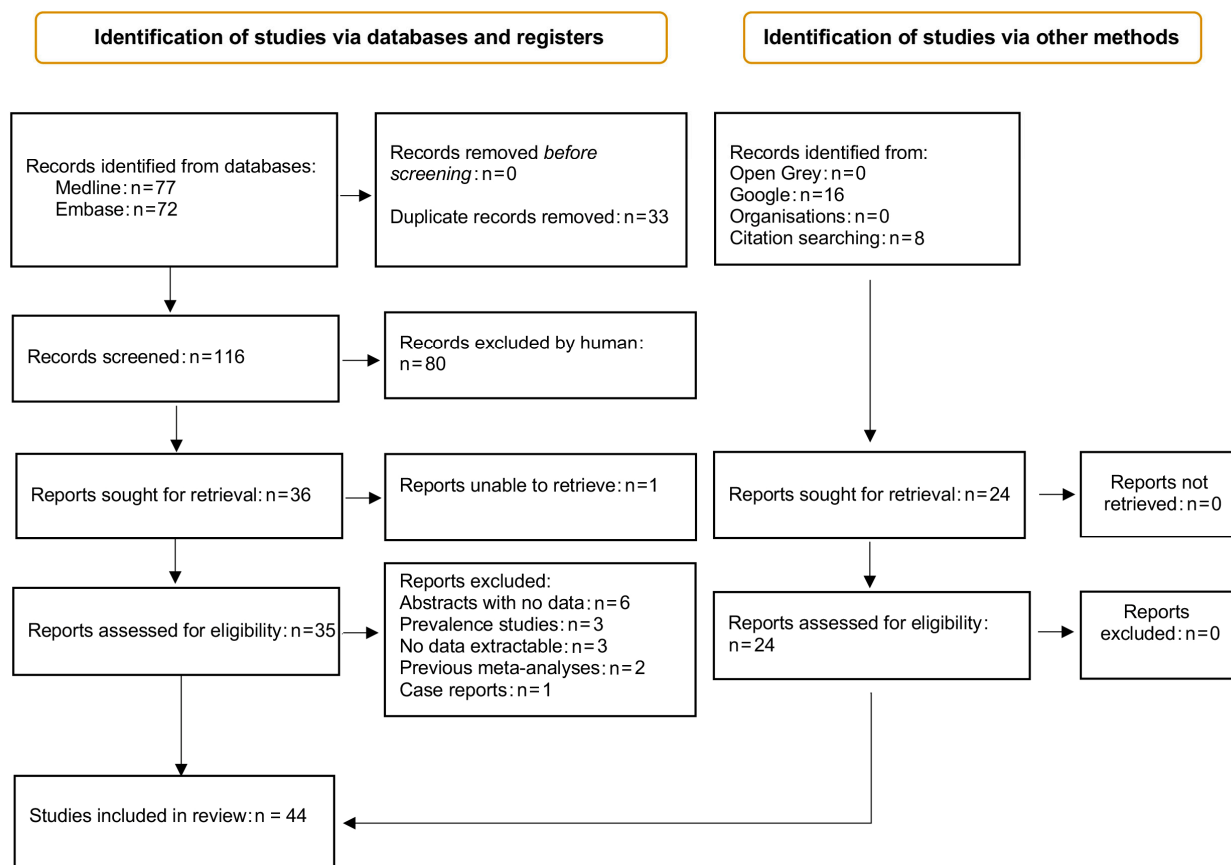 Identification of studies via databases and registers
Identification of studies via other methods
Records identified from databases:
Medline: n=77
Embase: n=72
Records removed before
screening: n=0
Duplicate records removed: n=33
Records identified from:
Open Grey: n=0
Google: n=16
Organisations: n=0
Citation searching: n=8
Records screened: n=116
Records excluded by human:
n=80
Reports sought for retrieval: n=36
Reports unable to retrieve: n=1
Reports sought for retrieval: n=24
Reports not
retrieved: n=0
Reports assessed for eligibility: n=35
Reports excluded:
Abstracts with no data: n=6
Prevalence studies: n=3
No data extractable: n=3
Previous meta-analyses: n=2
Case reports: n=1
Reports assessed for eligibility:
n=24
Reports
excluded: n=0
Studies included in review: n = 44